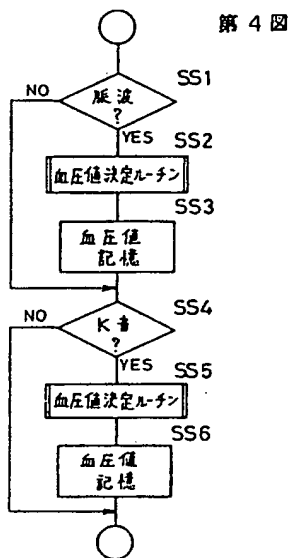 第4図
SS1
脈波
?
NO
YES
SS2
血圧値決定ルーチン
SS3
血圧値
記憶
SS4
NO
K音
?
YES
SS5
血圧値決定ルーチン
SS6
血圧値
記憶